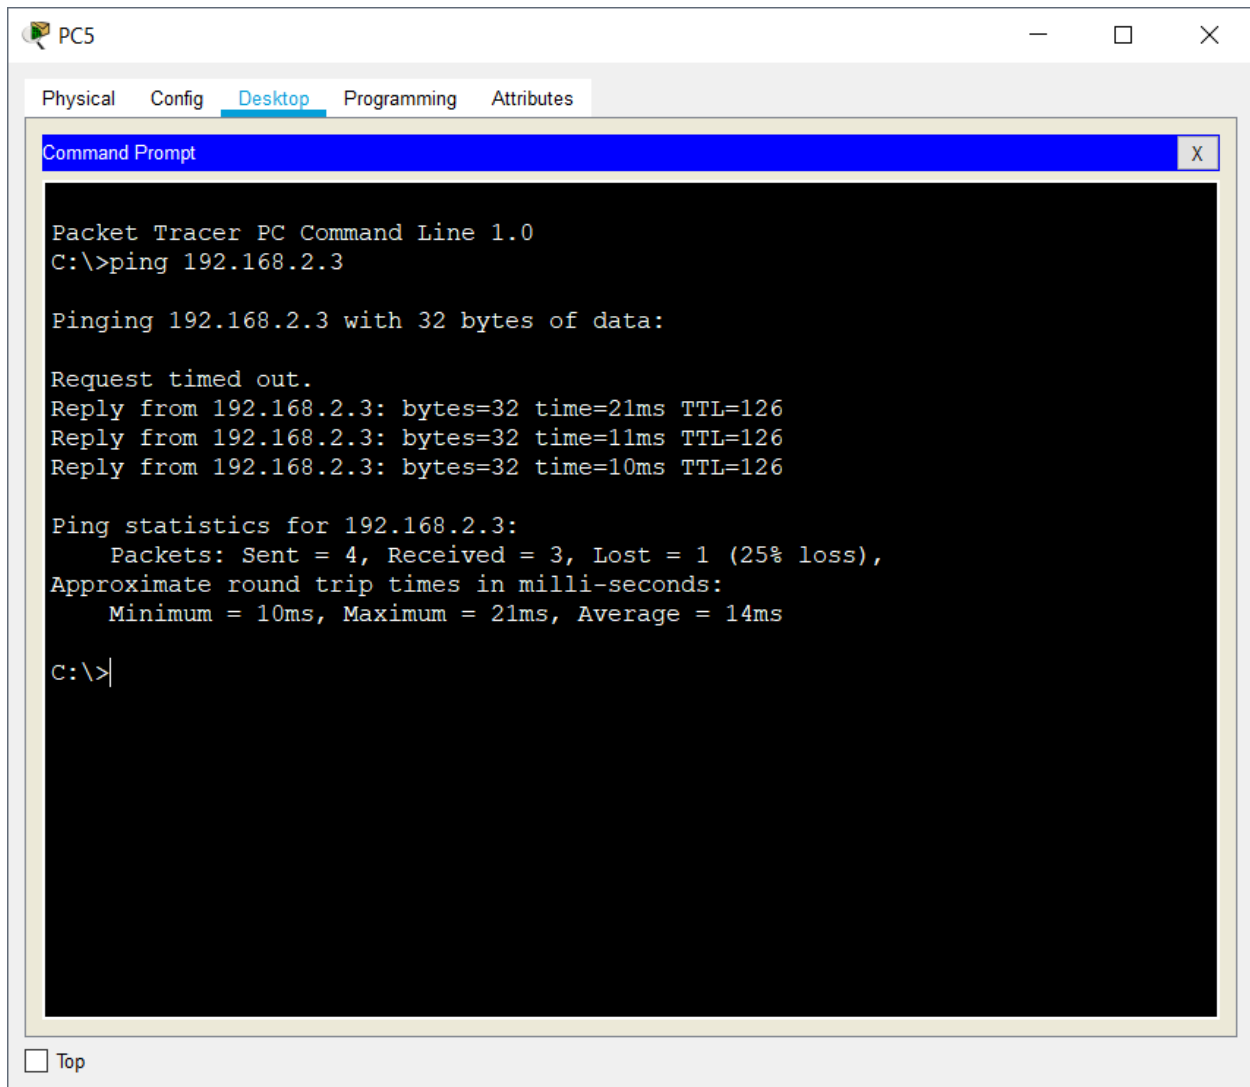 PC5
Physical Config Desktop Programming Attributes
Command Prompt X
Packet Tracer PC Command Line 1.0
C:\>ping 192.168.2.3
Pinging 192.168.2.3 with 32 bytes of data:
Request timed out.
Reply from 192.168.2.3: bytes=32 time=21ms TTL=126
Reply from 192.168.2.3: bytes=32 time=11ms TTL=126
Reply from 192.168.2.3: bytes=32 time=10ms TTL=126
Ping statistics for 192.168.2.3:
    Packets: Sent = 4, Received = 3, Lost = 1 (25% loss),
Approximate round trip times in milli-seconds:
    Minimum = 10ms, Maximum = 21ms, Average = 14ms
C:\>
Top